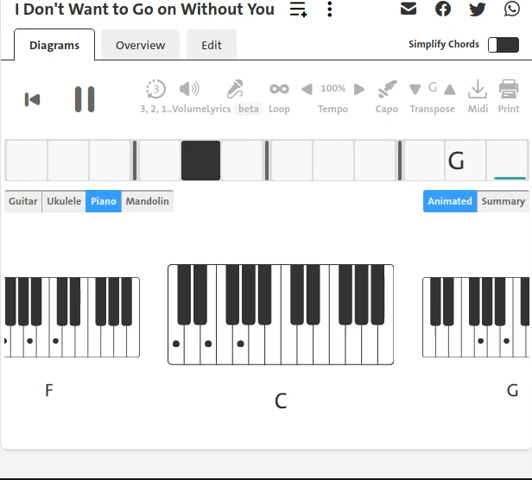 I Don't Want to Go on Without You
Diagrams Overview Edit Simplify Chords
3
100% G
3, 2, 1.. Volume Lyrics beta Loop Tempo Capo Transpose Midi Print
G
Guitar Ukulele Piano Mandolin Animated Summary
F C G